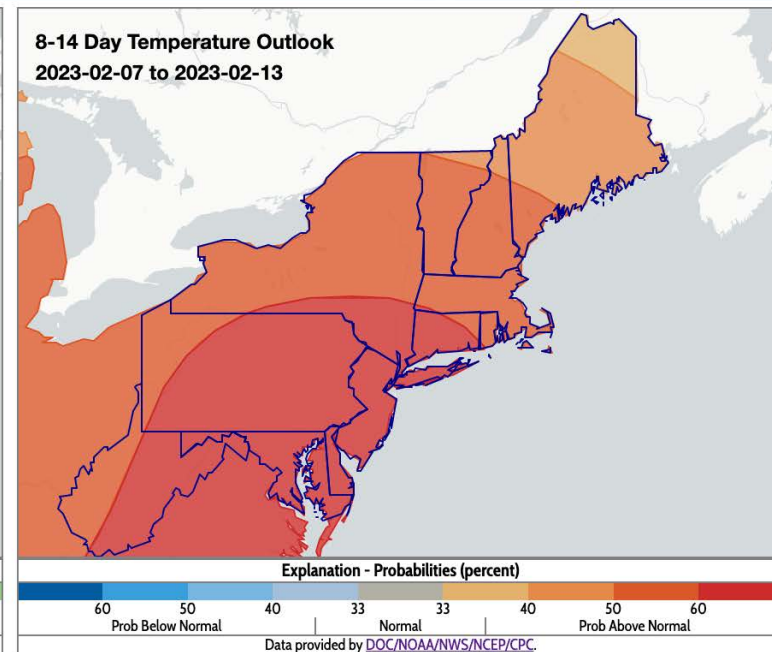 8-14 Day Temperature Outlook
2023-02-07 to 2023-02-13
Explanation - Probabilities (percent)
60 50 40 33 33 40 50 60
Prob Below Normal Normal Prob Above Normal
Data provided by DOC/NOAA/NWS/NCEP/CPC.